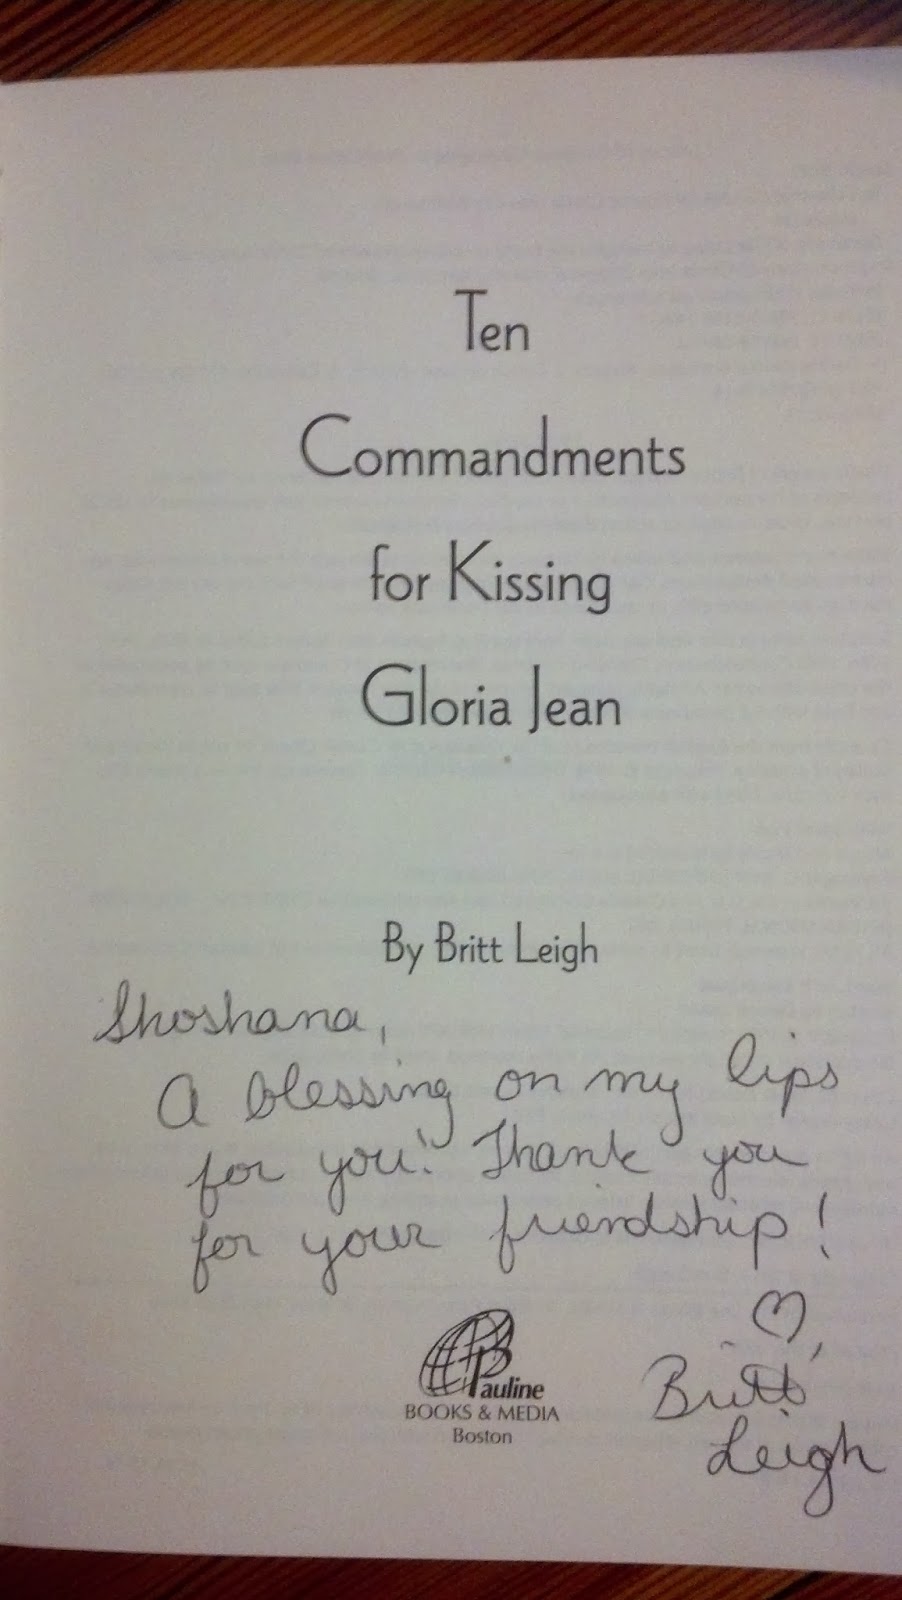 Ten
Commandments
for Kissing
Gloria Jean
By Britt Leigh
Shoshana,
A blessing on my lips
for you! Thank you
for your friendship!
♡,
Britt
Leigh
Pauline
BOOKS & MEDIA
Boston